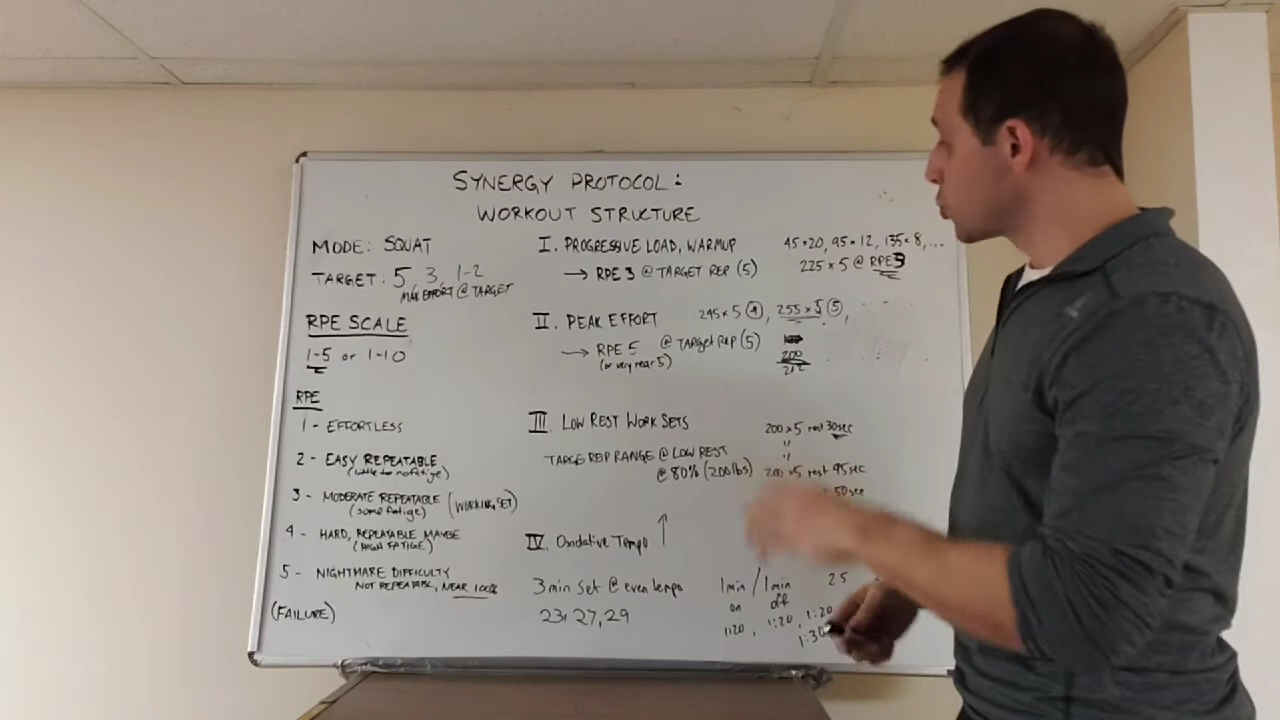 SYNERGY PROTOCOL:
WORKOUT STRUCTURE
MODE: SQUAT
TARGET: 5 3, 1-2
MAX EFFORT @ TARGET
RPE SCALE
1-5 or 1-10
RPE
1 - EFFORTLESS
2 - EASY REPEATABLE
(little to no fatige)
3 - MODERATE REPEATABLE (WORKING SET)
(some fatige)
4 - HARD, REPEATABLE MAYBE
(HIGH FATIGE)
5 - NIGHTMARE DIFFICULTY
NOT REPEATABLE, NEAR 100%
(FAILURE)
I. PROGRESSIVE LOAD, WARMUP 45×20, 95×12, 135×8, ...
→ RPE 3 @ TARGET REP (5) 225×5 @ RPE3
II. PEAK EFFORT 245×5 (4), 255×5 (5),
→ RPE 5 @ TARGET REP (5)
(or very near 5)
200
212
III LOW REST WORK SETS 200×5 rest 30sec
"
TARGET REP RANGE @ LOW REST "
@ 80% (200lbs) 200×5 rest 45sec
50sec
IV. Oxidative Tempo ↑
3 min set @ even tempo 1min / 1min 25
on off
23, 27, 29
1:20, 1:20, 1:20
1:30